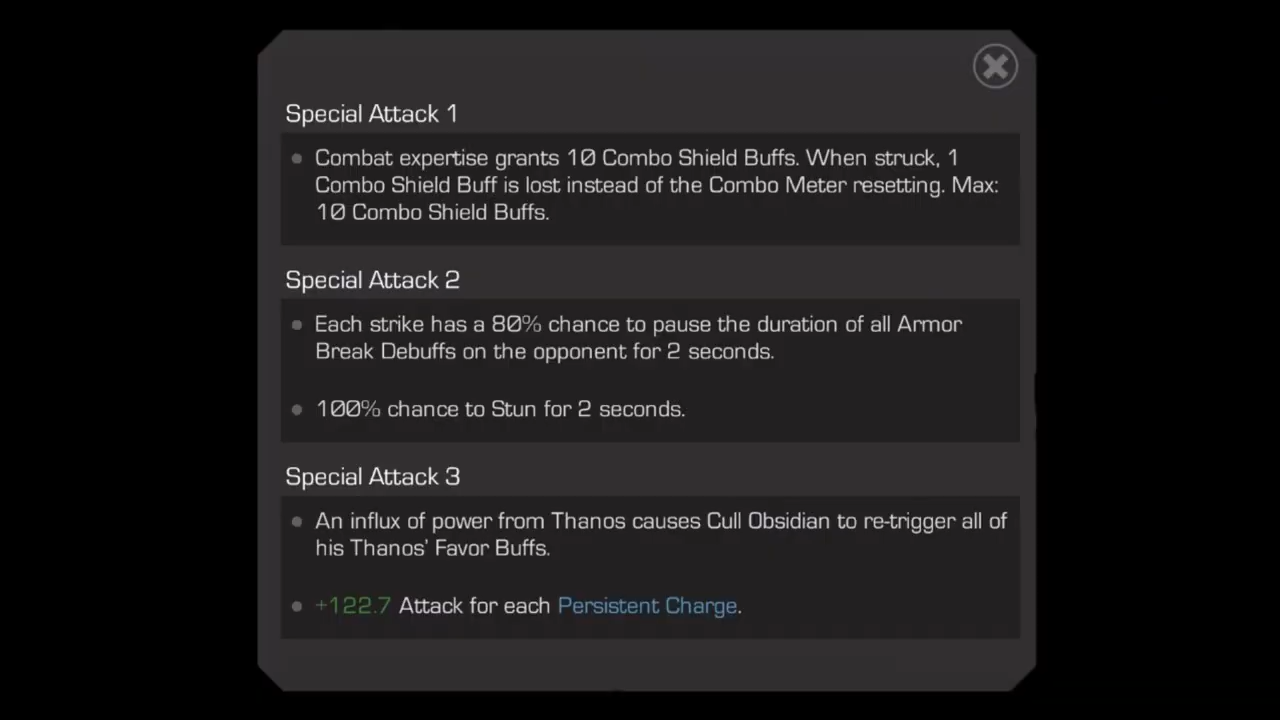 Special Attack 1
Combat expertise grants 10 Combo Shield Buffs. When struck, 1
Combo Shield Buff is lost instead of the Combo Meter resetting. Max:
10 Combo Shield Buffs.
Special Attack 2
Each strike has a 80% chance to pause the duration of all Armor
Break Debuffs on the opponent for 2 seconds.
100% chance to Stun for 2 seconds.
Special Attack 3
An influx of power from Thanos causes Cull Obsidian to re-trigger all of
his Thanos' Favor Buffs.
+122.7 Attack for each Persistent Charge.